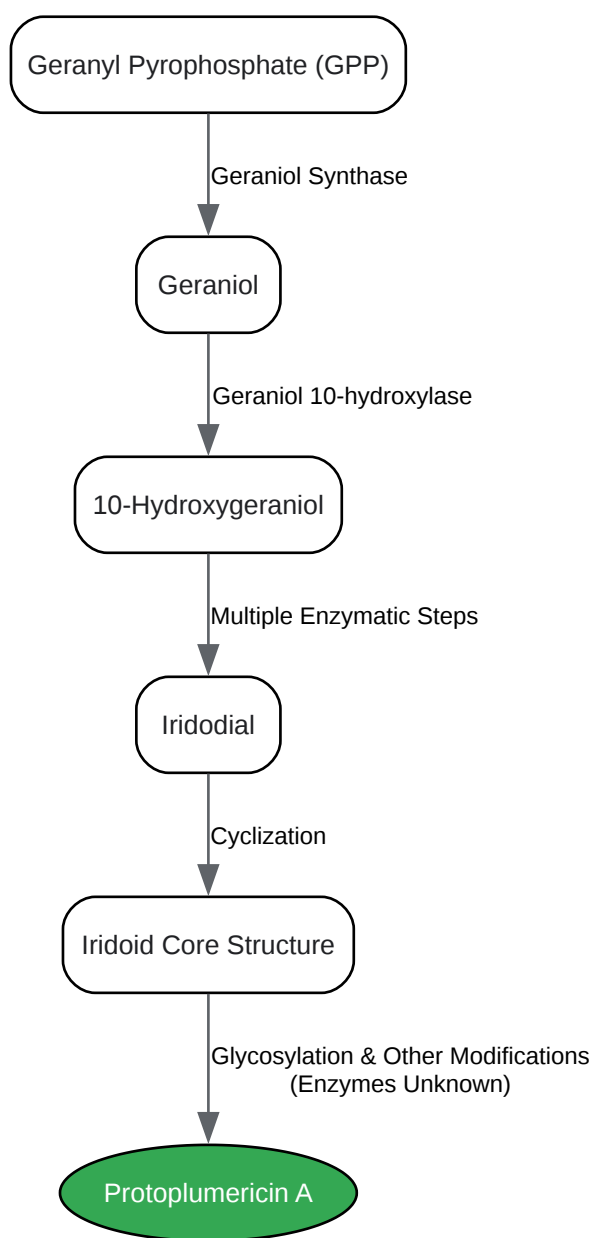 Geranyl Pyrophosphate (GPP)
Geraniol Synthase
Geraniol
Geraniol 10-hydroxylase
10-Hydroxygeraniol
Multiple Enzymatic Steps
Iridodial
Cyclization
Iridoid Core Structure
Glycosylation & Other Modifications
(Enzymes Unknown)
Protoplumericin A